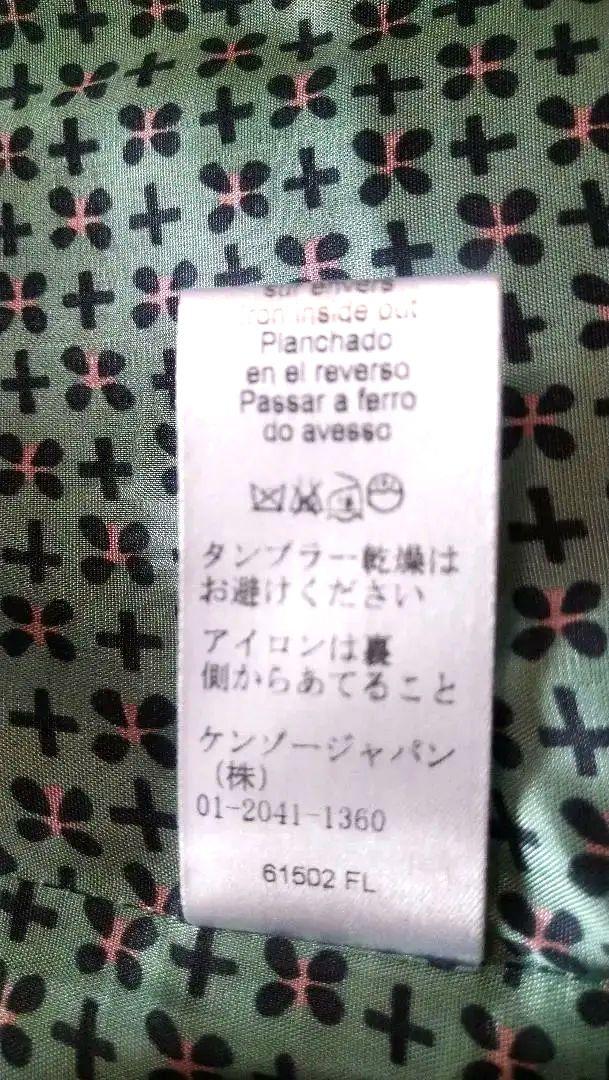 sur envers
Iron inside out
Planchado
en el reverso
Passar a ferro
do avesso
タンブラー乾燥は
お避けください
アイロンは裏
側からあてること
ケンゾージャパン
(株)
01-2041-1360
61502 FL